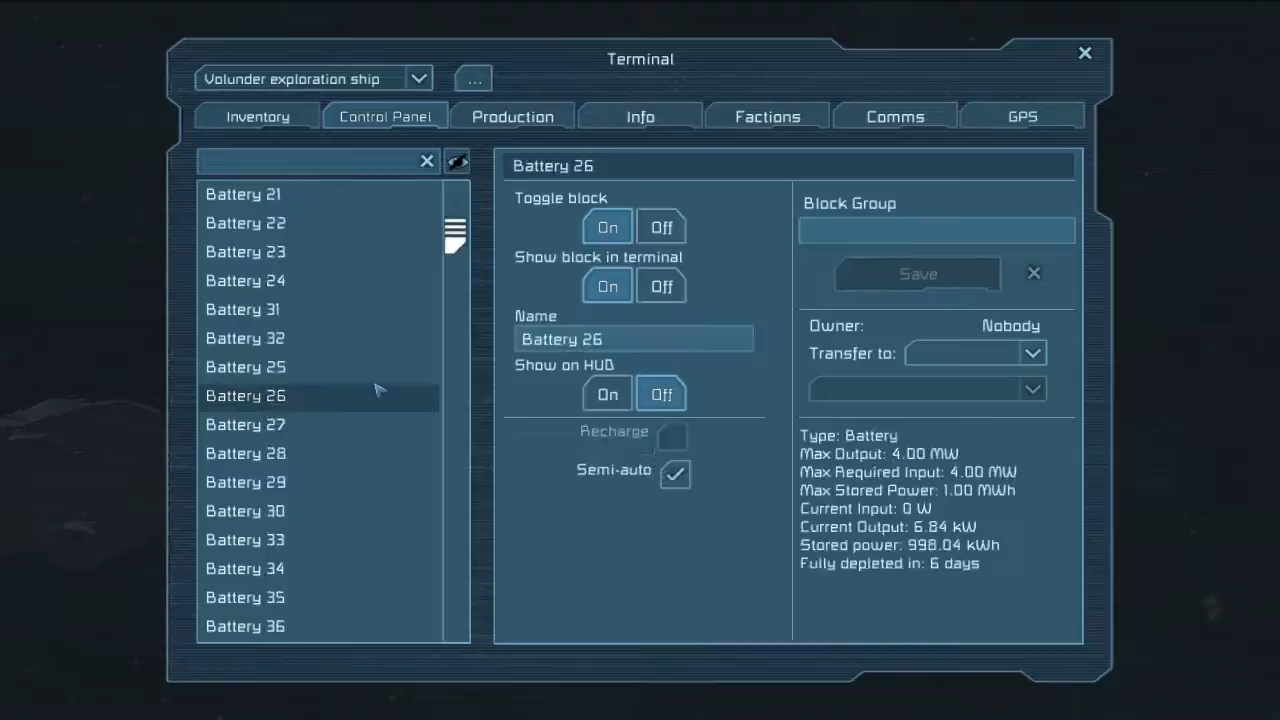 Terminal
Volunder exploration ship
...
Inventory
Control Panel
Production
Info
Factions
Comms
GPS
Battery 21
Battery 22
Battery 23
Battery 24
Battery 31
Battery 32
Battery 25
Battery 26
Battery 27
Battery 28
Battery 29
Battery 30
Battery 33
Battery 34
Battery 35
Battery 36
Battery 26
Toggle block
On Off
Show block in terminal
On Off
Name
Battery 26
Show on HUD
On Off
Recharge
Semi-auto
Block Group
Save
Owner: Nobody
Transfer to:
Type: Battery
Max Output: 4.00 MW
Max Required Input: 4.00 MW
Max Stored Power: 1.00 MWh
Current Input: 0 W
Current Output: 6.84 kW
Stored power: 998.04 kWh
Fully depleted in: 6 days